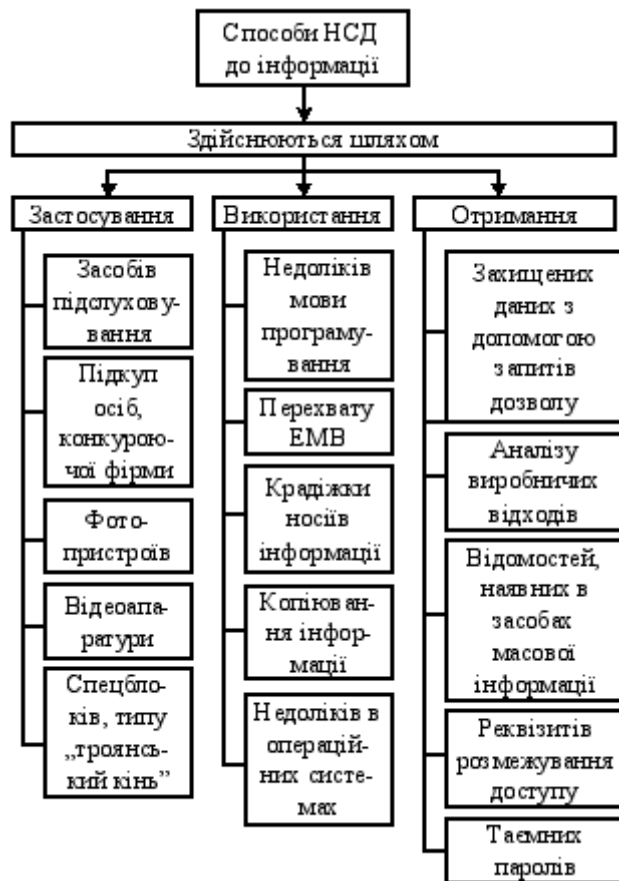 Способи НСД
до інформації
Здійснюються шляхом
Застосування
Засобів
підслухову-
вання
Підкуп
осіб,
конкурою-
чої фірми
Фото-
пристроїв
Відеоапа-
ратури
Спецбло-
ків, типу
„троянсь-
кий кінь”
Використання
Недоліків
мови
програму-
вання
Перехвату
ЕМВ
Крадіжки
носіїв
інформації
Копіюван-
ня інфор-
мації
Недоліків в
операцій-
них систе-
мах
Отримання
Захищених
даних з
допомогою
запитів
дозволу
Аналізу
виробничих
відходів
Відомостей,
наявних в
засобах
масової
інформації
Реквізитів
розмежування
доступу
Таємних
паролів